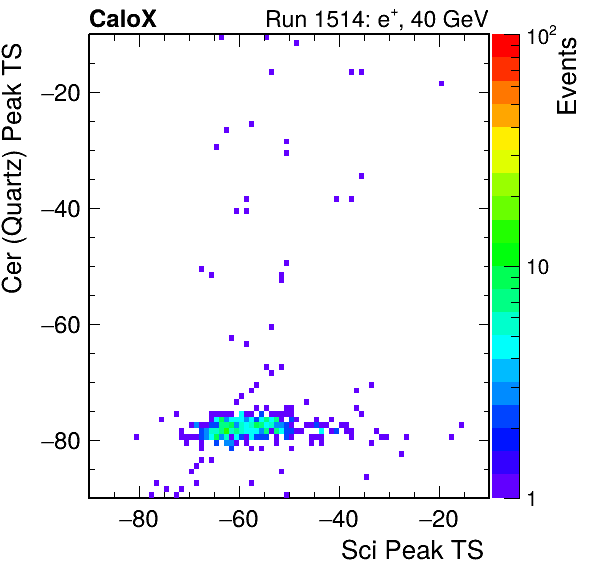 CaloX Run 1514: e⁺, 40 GeV
Cer (Quartz) Peak TS
−20
−40
−60
−80
−80 −60 −40 −20
Sci Peak TS
10²
10
1
Events